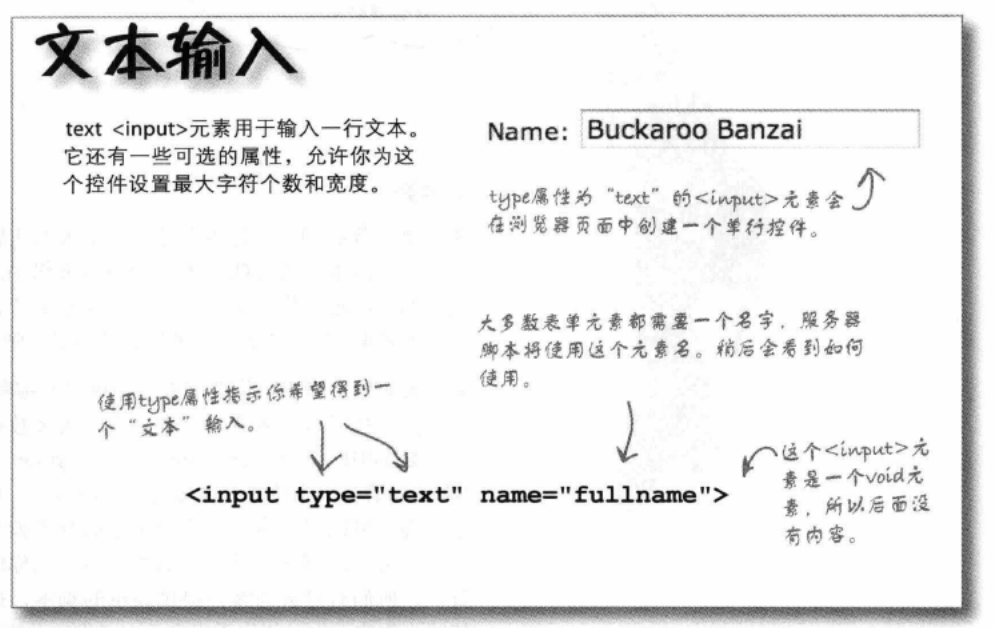 文本输入
text <input>元素用于输入一行文本。
它还有一些可选的属性，允许你为这
个控件设置最大字符个数和宽度。
Name: Buckaroo Banzai
type属性为“text”的<input>元素会
在浏览器页面中创建一个单行控件。
大多数表单元素都需要一个名字，服务器
脚本将使用这个元素名。稍后会看到如何
使用。
使用type属性指示你希望得到一
个“文本”输入。
<input type="text" name="fullname">
这个<input>元
素是一个void元
素，所以后面没
有内容。